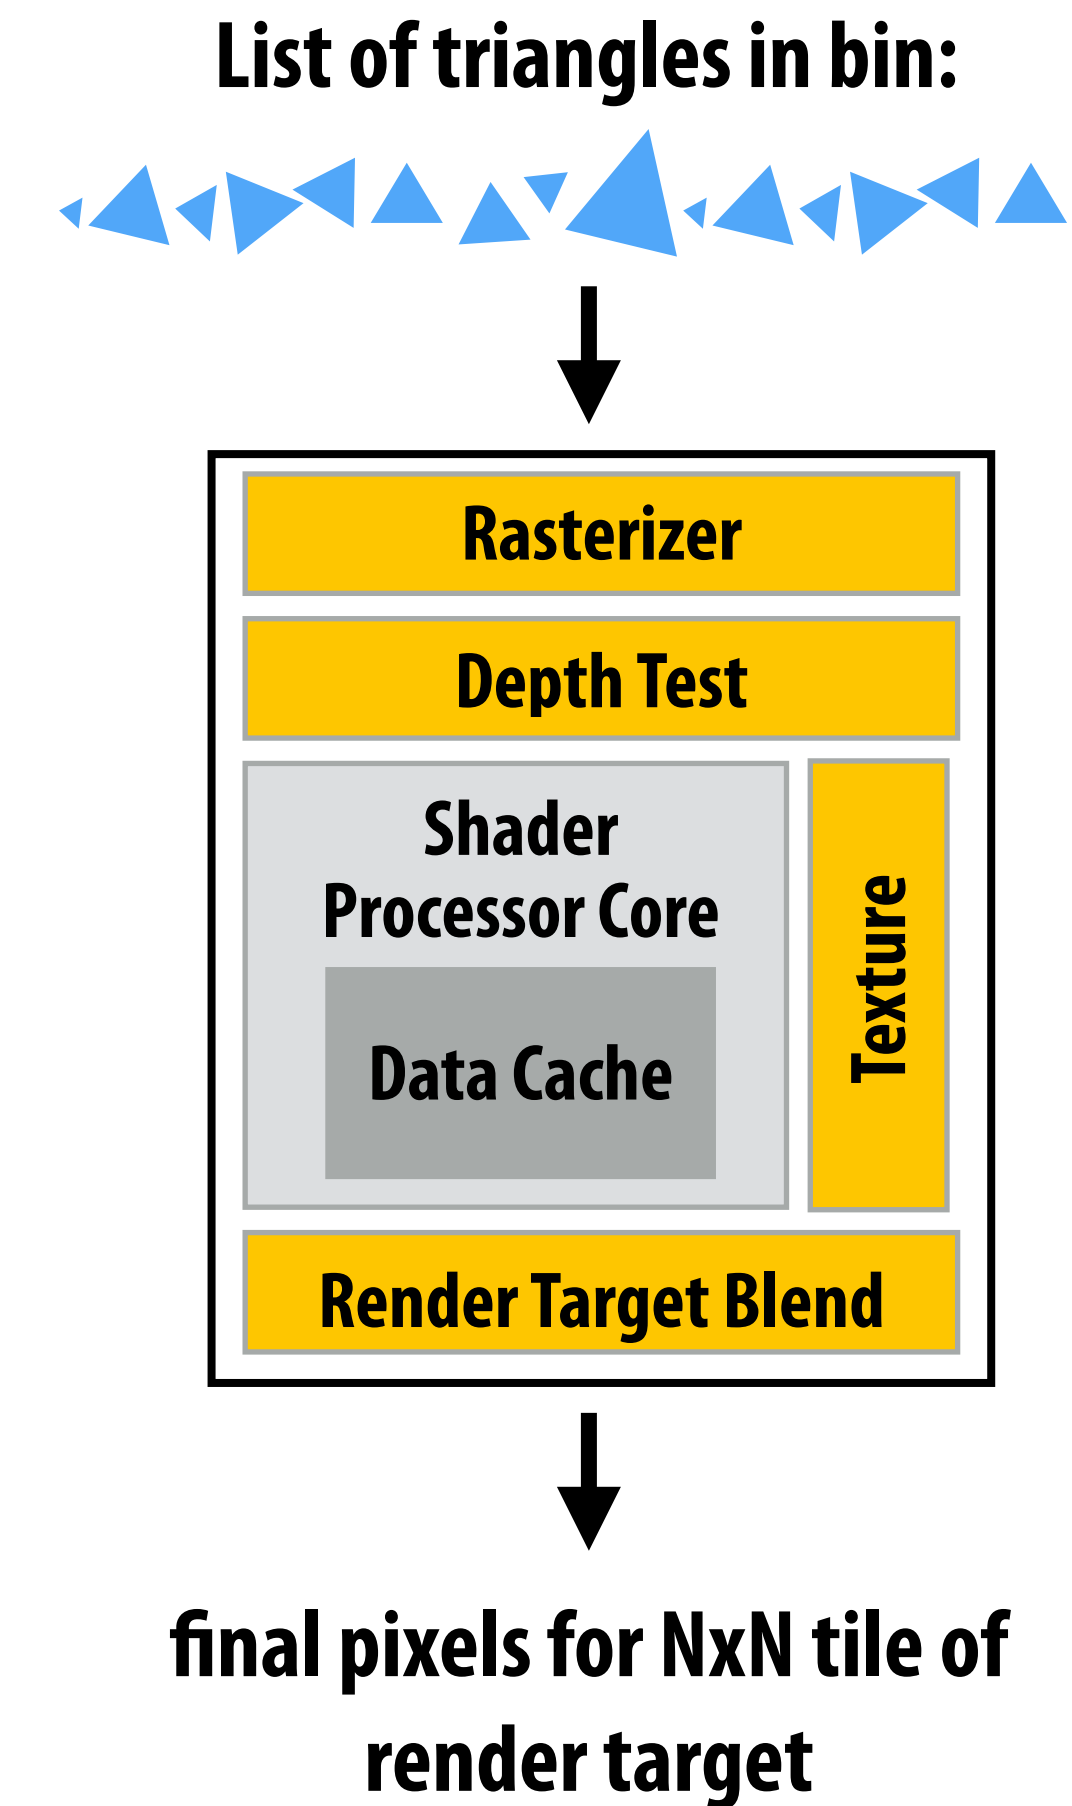 List of triangles in bin:
Rasterizer
Depth Test
Shader
Processor Core
Data Cache
Texture
Render Target Blend
final pixels for NxN tile of
render target